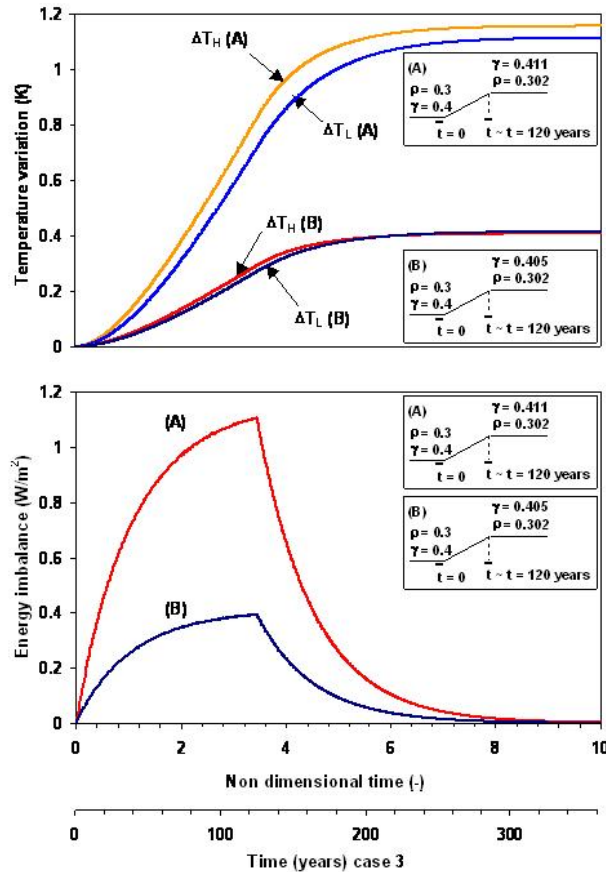 1.2
1
0.8
0.6
0.4
0.2
0
Temperature variation (K)
ΔT_H (A)
ΔT_L (A)
ΔT_H (B)
ΔT_L (B)
(A)
γ = 0.411
ρ = 0.3
ρ = 0.302
γ = 0.4
t = 0
t ~ t = 120 years
(B)
γ = 0.405
ρ = 0.3
ρ = 0.302
γ = 0.4
t = 0
t ~ t = 120 years
1.2
1
0.8
0.6
0.4
0.2
0
Energy imbalance (W/m²)
(A)
(B)
(A)
γ = 0.411
ρ = 0.3
ρ = 0.302
γ = 0.4
t = 0
t ~ t = 120 years
(B)
γ = 0.405
ρ = 0.3
ρ = 0.302
γ = 0.4
t = 0
t ~ t = 120 years
0 2 4 6 8 10
Non dimensional time (-)
0 100 200 300
Time (years) case 3